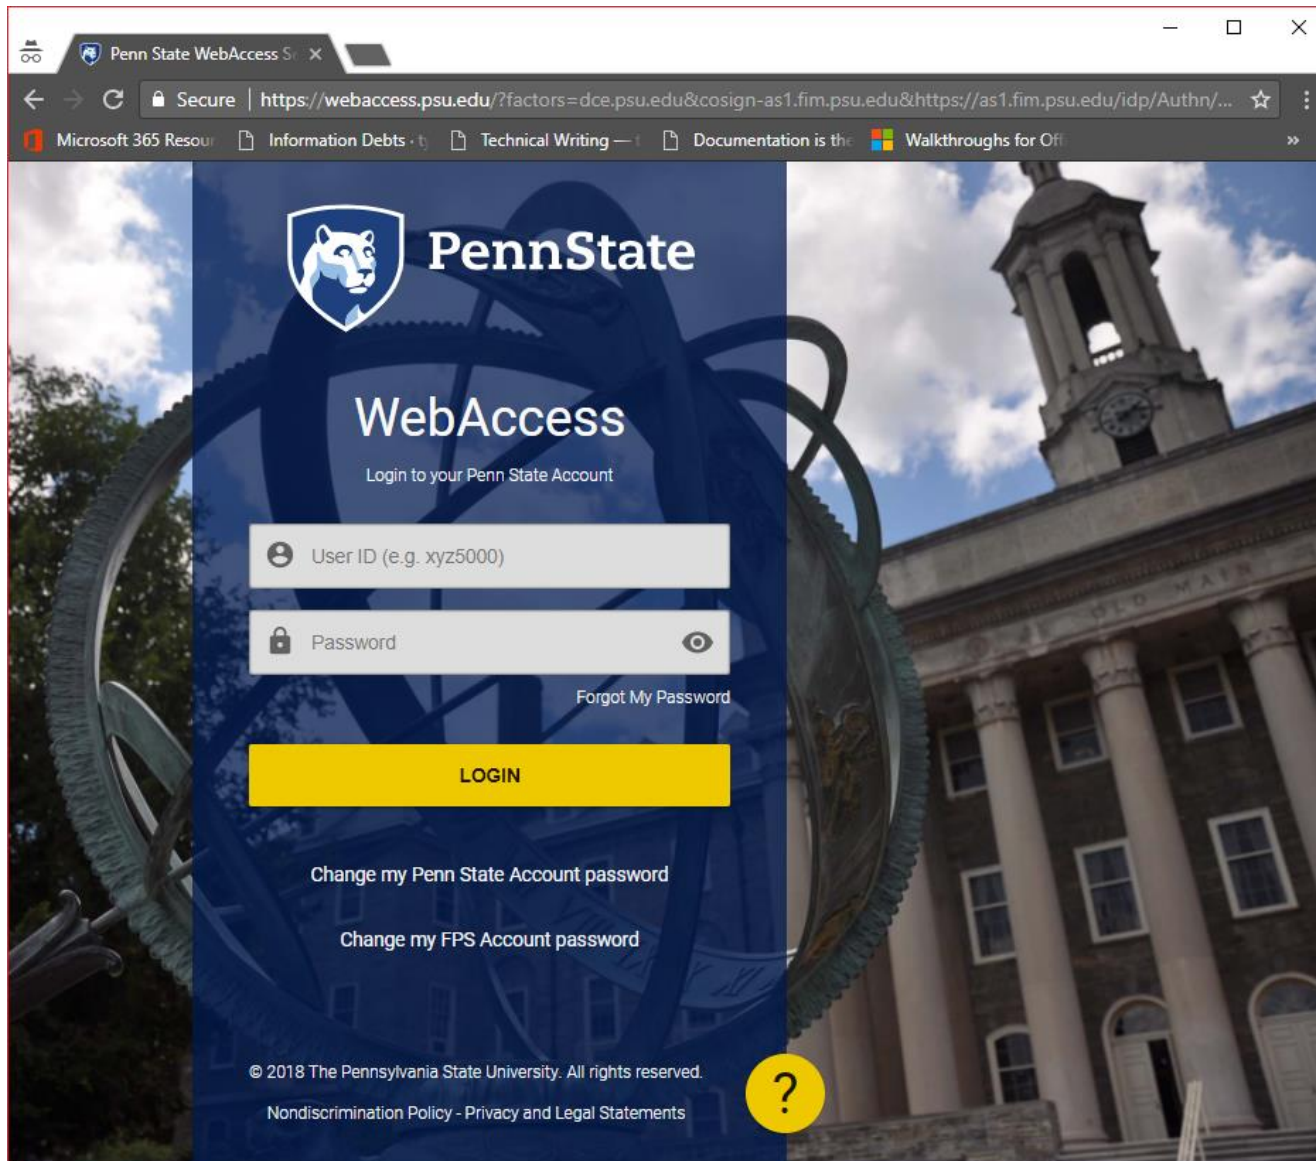 Penn State WebAccess S
Secure | https://webaccess.psu.edu/?factors=dce.psu.edu&cosign-as1.fim.psu.edu&https://as1.fim.psu.edu/idp/Authn/...
Microsoft 365 Resour Information Debts · t Technical Writing — Documentation is the Walkthroughs for Off »
PennState
WebAccess
Login to your Penn State Account
User ID (e.g. xyz5000)
Password
Forgot My Password
LOGIN
Change my Penn State Account password
Change my FPS Account password
© 2018 The Pennsylvania State University. All rights reserved.
Nondiscrimination Policy - Privacy and Legal Statements
?
OLD MAIN